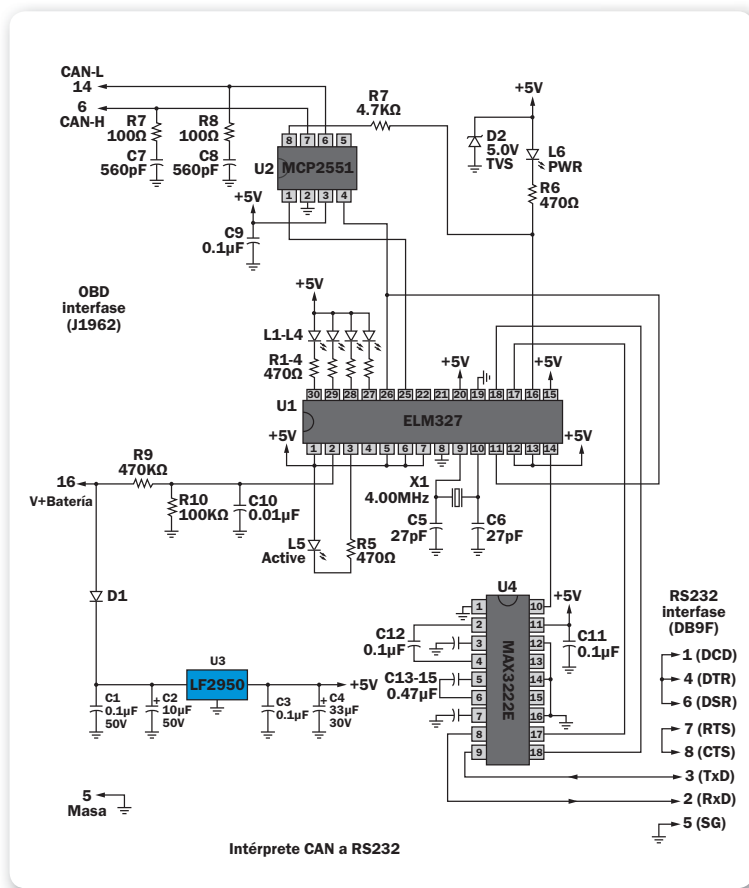 CAN-L
14
6
CAN-H
R7
100Ω
R8
100Ω
C7
560pF
C8
560pF
R7
4.7KΩ
8 7 6 5
U2
MCP2551
1 2 3 4
+5V
C9
0.1µF
+5V
D2
5.0V
TVS
L6
PWR
R6
470Ω
OBD
interfase
(J1962)
+5V
L1-L4
R1-4
470Ω
+5V
+5V
30 29 28 27 26 25 22 21 20 19 18 17 16 15
U1
ELM327
1 2 3 4 5 6 7 8 9 10 11 12 13 14
+5V
+5V
R9
470KΩ
16
V+Batería
R10
100KΩ
C10
0.01µF
L5
Active
R5
470Ω
X1
4.00MHz
C5
27pF
C6
27pF
D1
U3
LF2950
+5V
C1
0.1µF
50V
C2
10µF
50V
C3
0.1µF
C4
33µF
30V
+
+
U4
MAX3222E
1 2 3 4 5 6 7 8 9
10 11 12 13 14 15 16 17 18
+5V
C12
0.1µF
C11
0.1µF
C13-15
0.47µF
RS232
interfase
(DB9F)
1 (DCD)
4 (DTR)
6 (DSR)
7 (RTS)
8 (CTS)
3 (TxD)
2 (RxD)
5 (SG)
5
Masa
Intérprete CAN a RS232